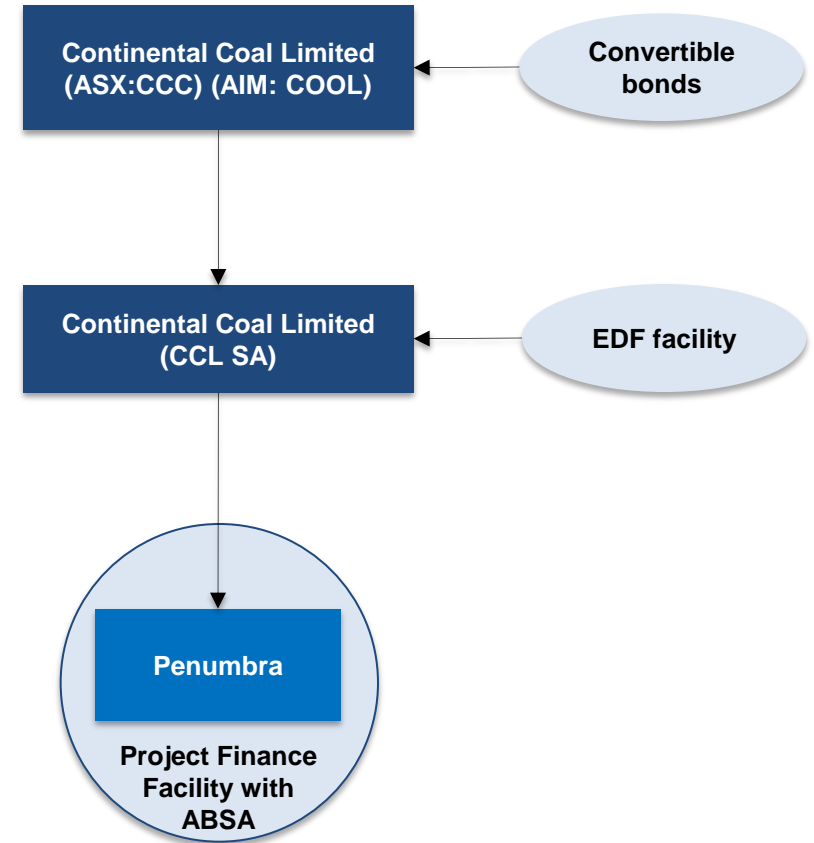 Continental Coal Limited
(ASX:CCC) (AIM: COOL)
Convertible
bonds
Continental Coal Limited
(CCL SA)
EDF facility
Penumbra
Project Finance
Facility with
ABSA